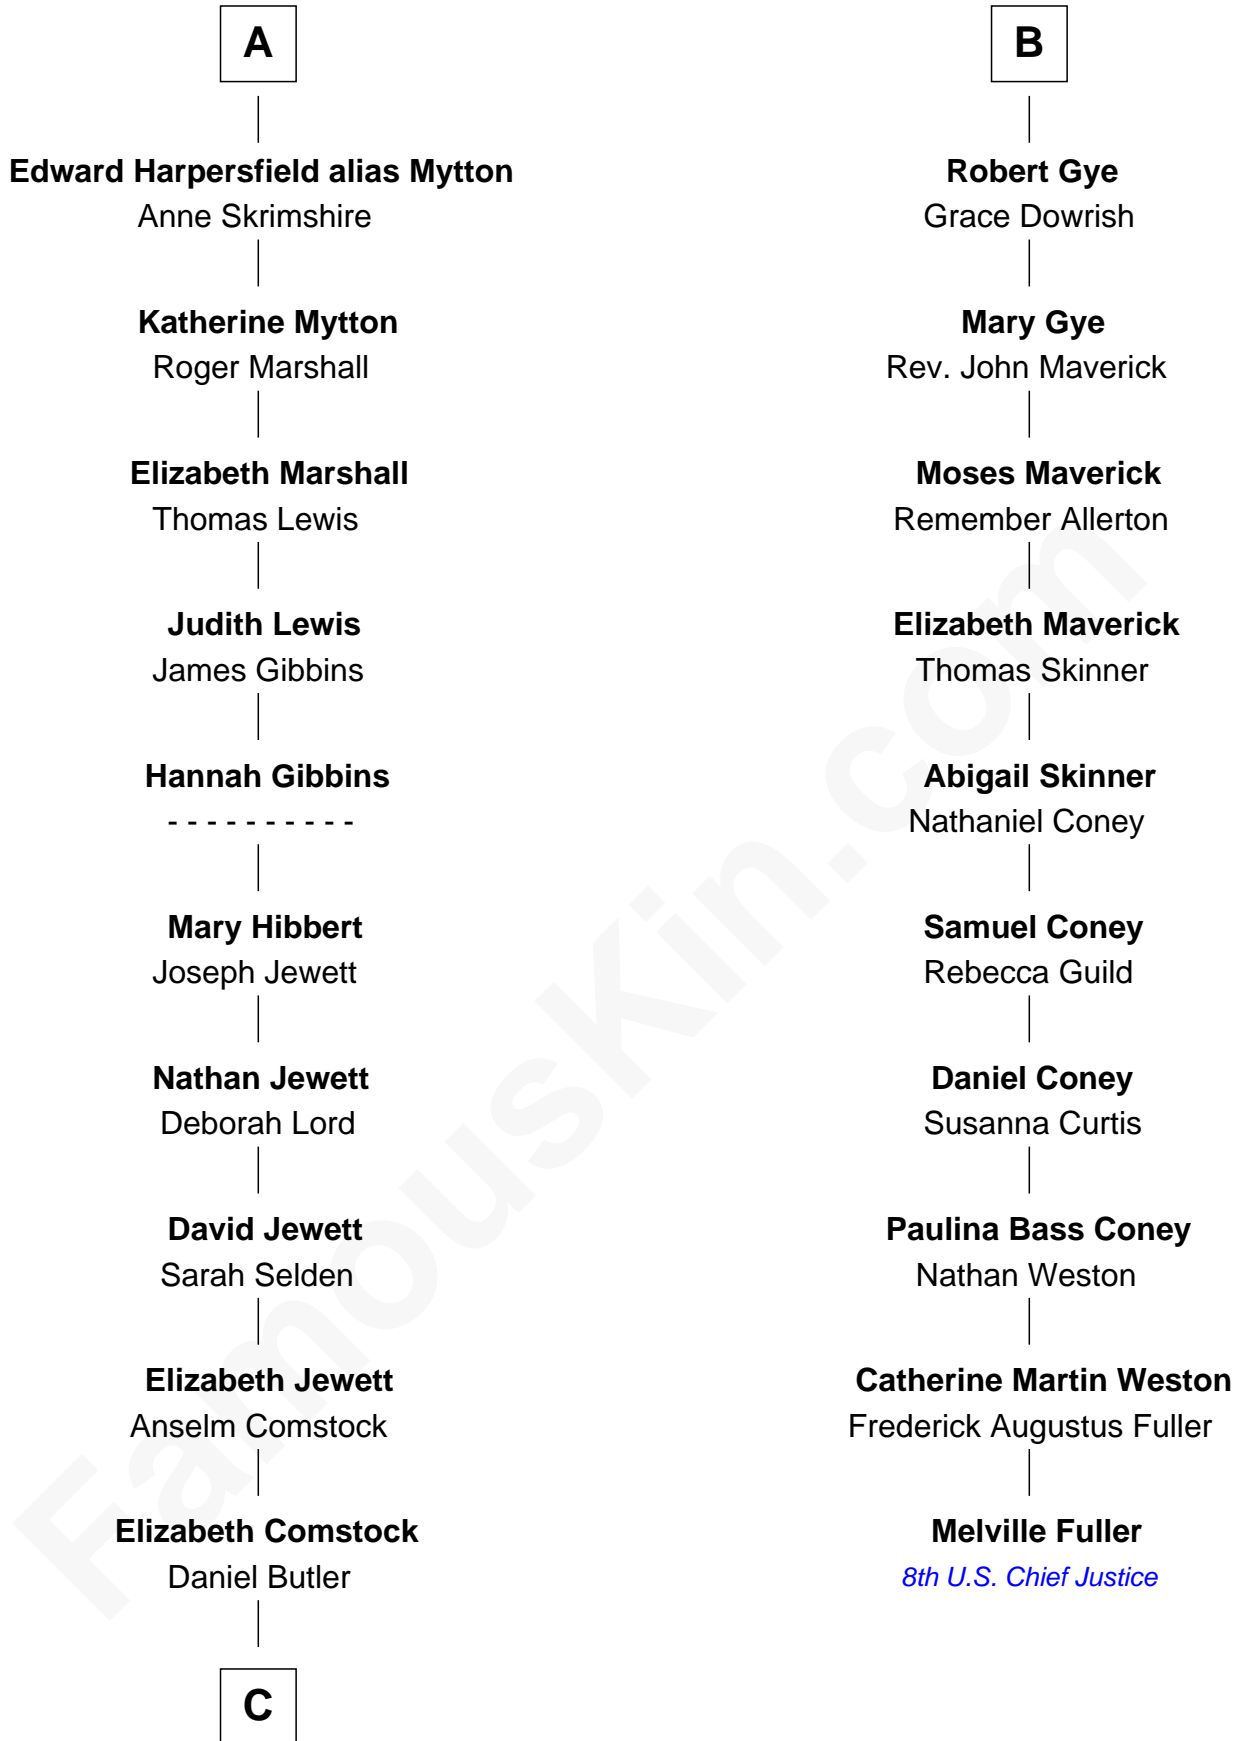 A
Edward Harpersfield alias Mytton
Anne Skrimshire
Katherine Mytton
Roger Marshall
Elizabeth Marshall
Thomas Lewis
Judith Lewis
James Gibbins
Hannah Gibbins
- - - - - - - - - -
Mary Hibbert
Joseph Jewett
Nathan Jewett
Deborah Lord
David Jewett
Sarah Selden
Elizabeth Jewett
Anselm Comstock
Elizabeth Comstock
Daniel Butler
C
B
Robert Gye
Grace Dowrish
Mary Gye
Rev. John Maverick
Moses Maverick
Remember Allerton
Elizabeth Maverick
Thomas Skinner
Abigail Skinner
Nathaniel Coney
Samuel Coney
Rebecca Guild
Daniel Coney
Susanna Curtis
Paulina Bass Coney
Nathan Weston
Catherine Martin Weston
Frederick Augustus Fuller
Melville Fuller
8th U.S. Chief Justice
FamousKin.com